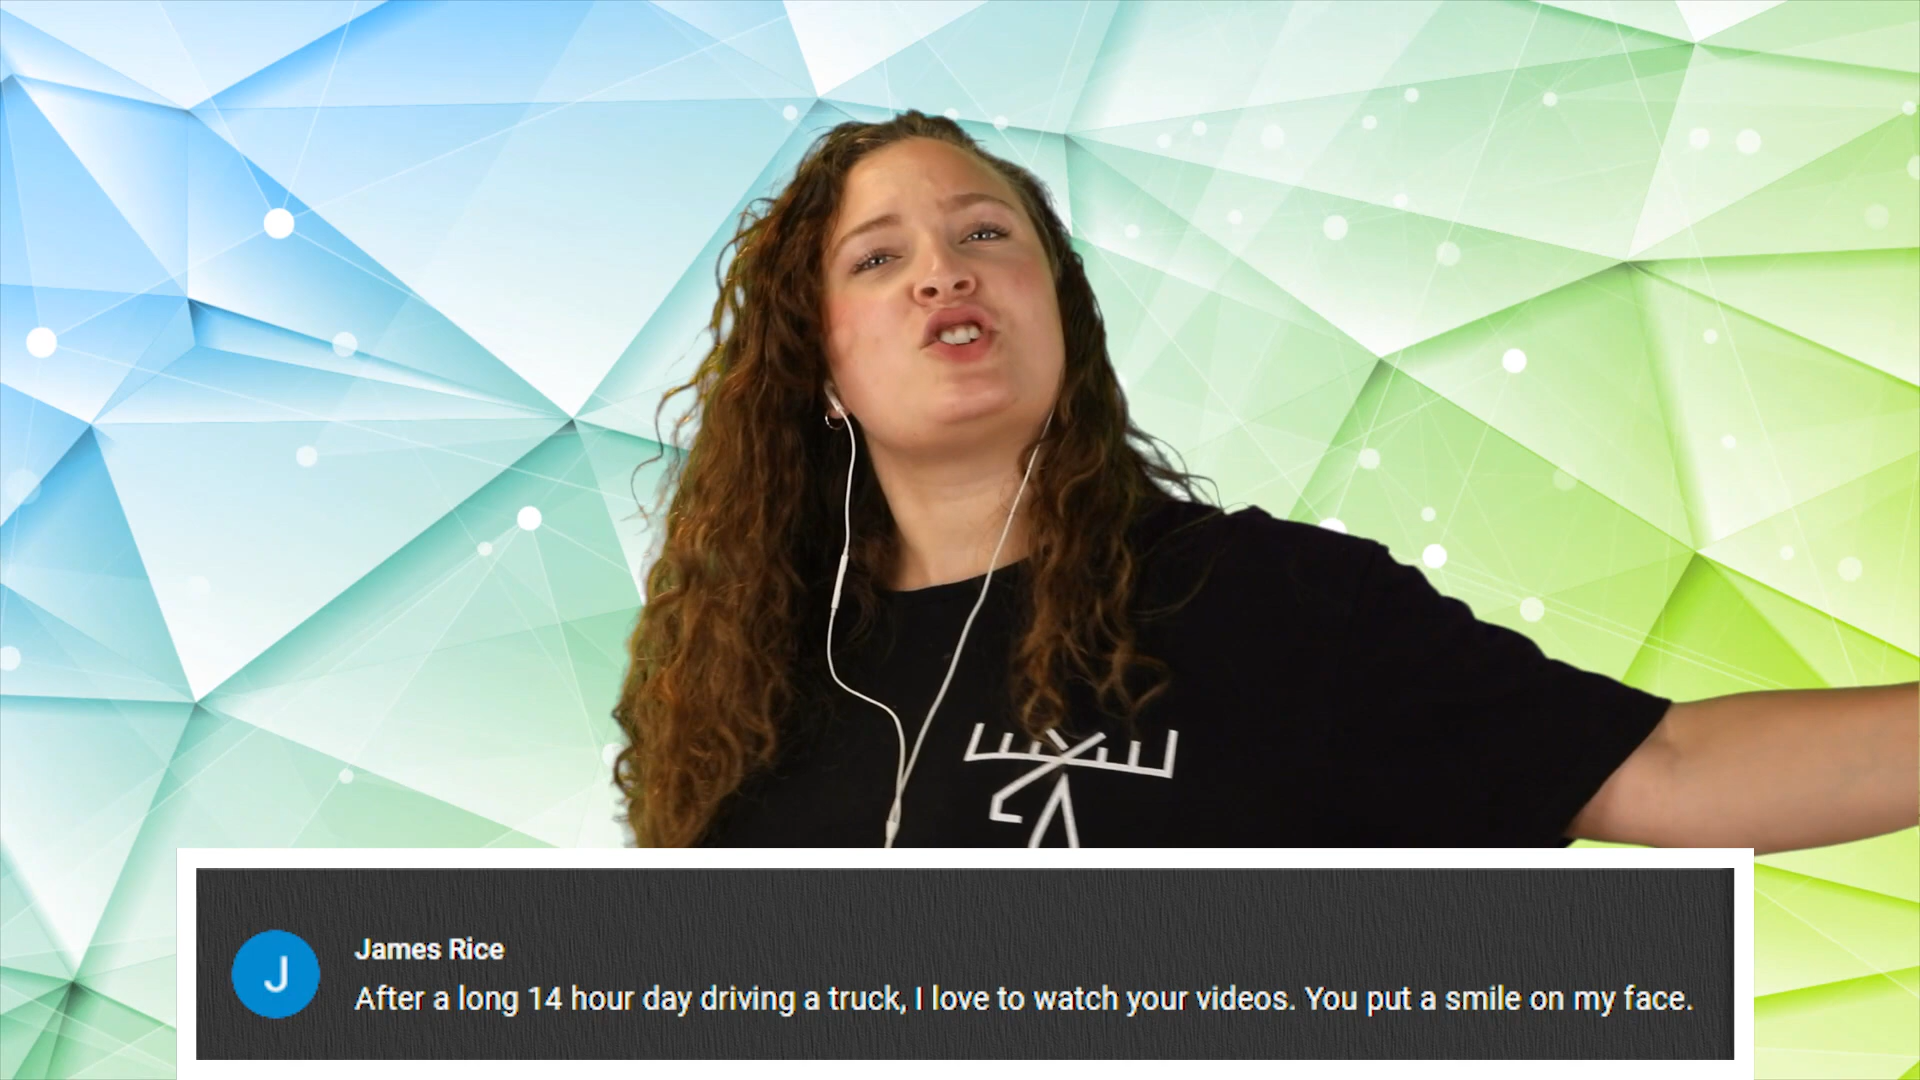 J
James Rice
After a long 14 hour day driving a truck, I love to watch your videos. You put a smile on my face.